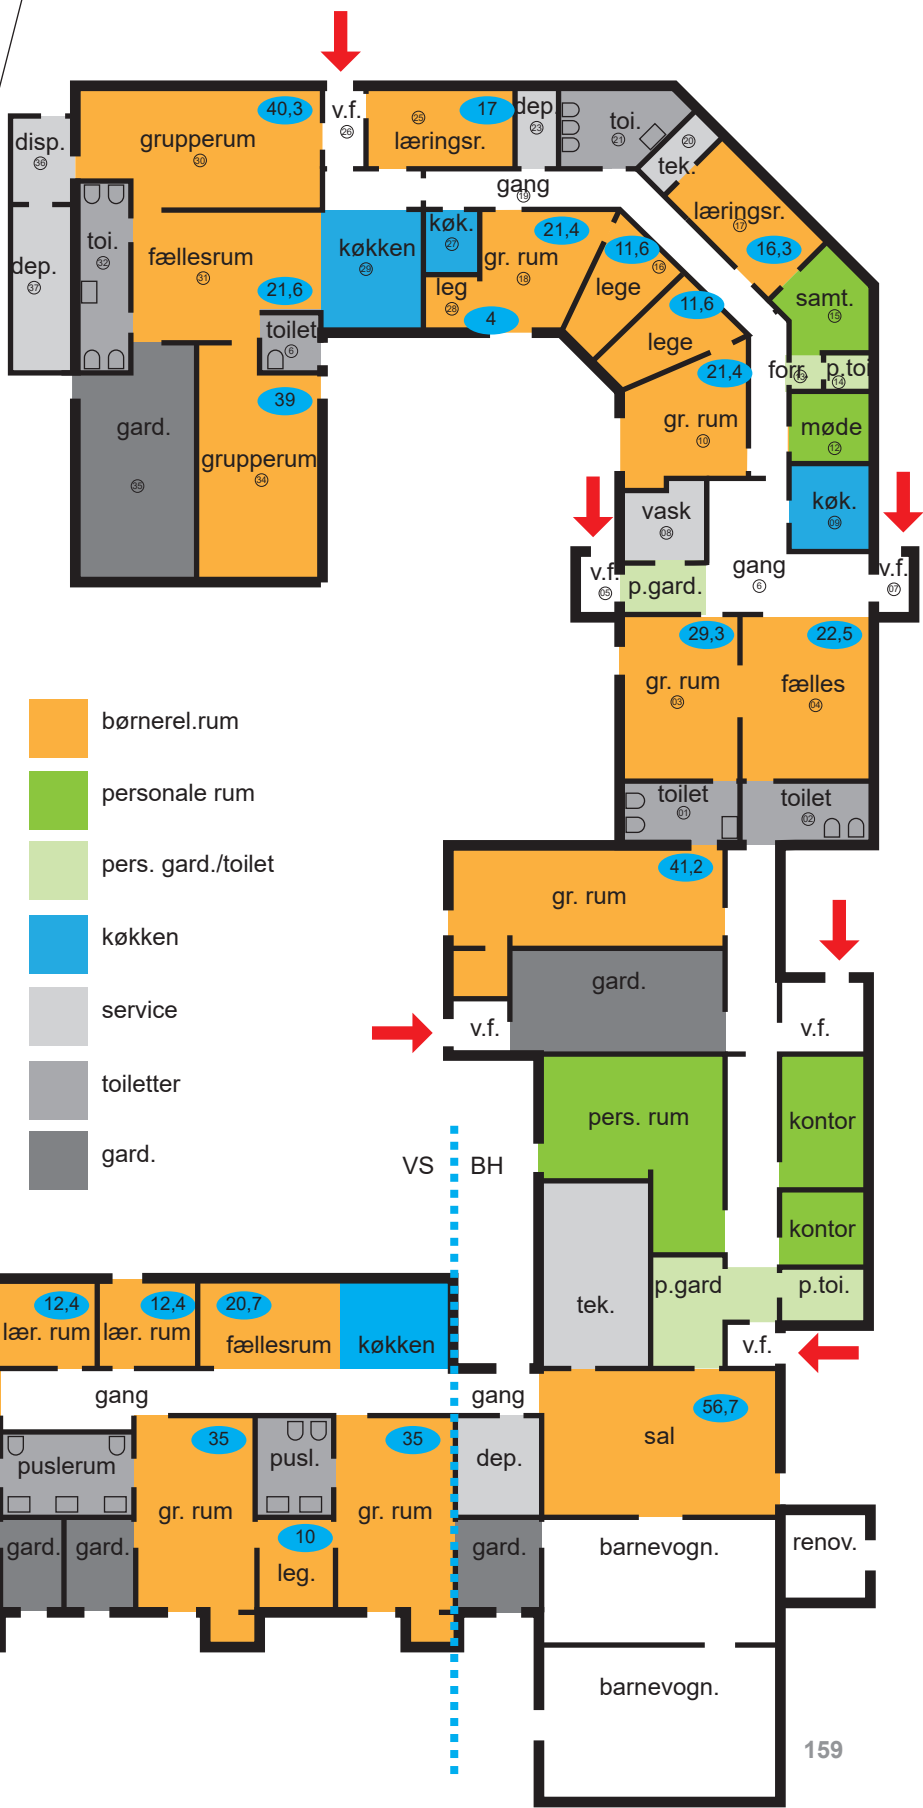 40,3
v.f.
26
25
17
læringsr.
dep.
23
toi.
21
20
tek.
disp.
36
grupperum
30
gang
19
læringsr.
17
16,3
toi.
32
dep.
37
fællesrum
31
21,6
køkken
29
køk.
27
21,4
gr. rum
18
leg
28
4
11,6
16
lege
11,6
lege
samt.
15
toilet
6
forr.
13
p.toi
14
39
21,4
gr. rum
10
møde
12
gard.
35
grupperum
34
vask
08
køk.
09
v.f.
05
p.gard.
gang
6
v.f.
07
29,3
22,5
gr. rum
03
fælles
04
børnerel.rum
personale rum
pers. gard./toilet
køkken
service
toiletter
gard.
toilet
01
toilet
02
41,2
gr. rum
gard.
v.f.
v.f.
pers. rum
kontor
VS BH
kontor
tek.
p.gard
p.toi.
v.f.
12,4
lær. rum
12,4
lær. rum
20,7
fællesrum
køkken
gang
gang
56,7
sal
puslerum
35
gr. rum
pusl.
35
gr. rum
dep.
10
leg.
gard.
gard.
gard.
barnevogn.
renov.
barnevogn.
159